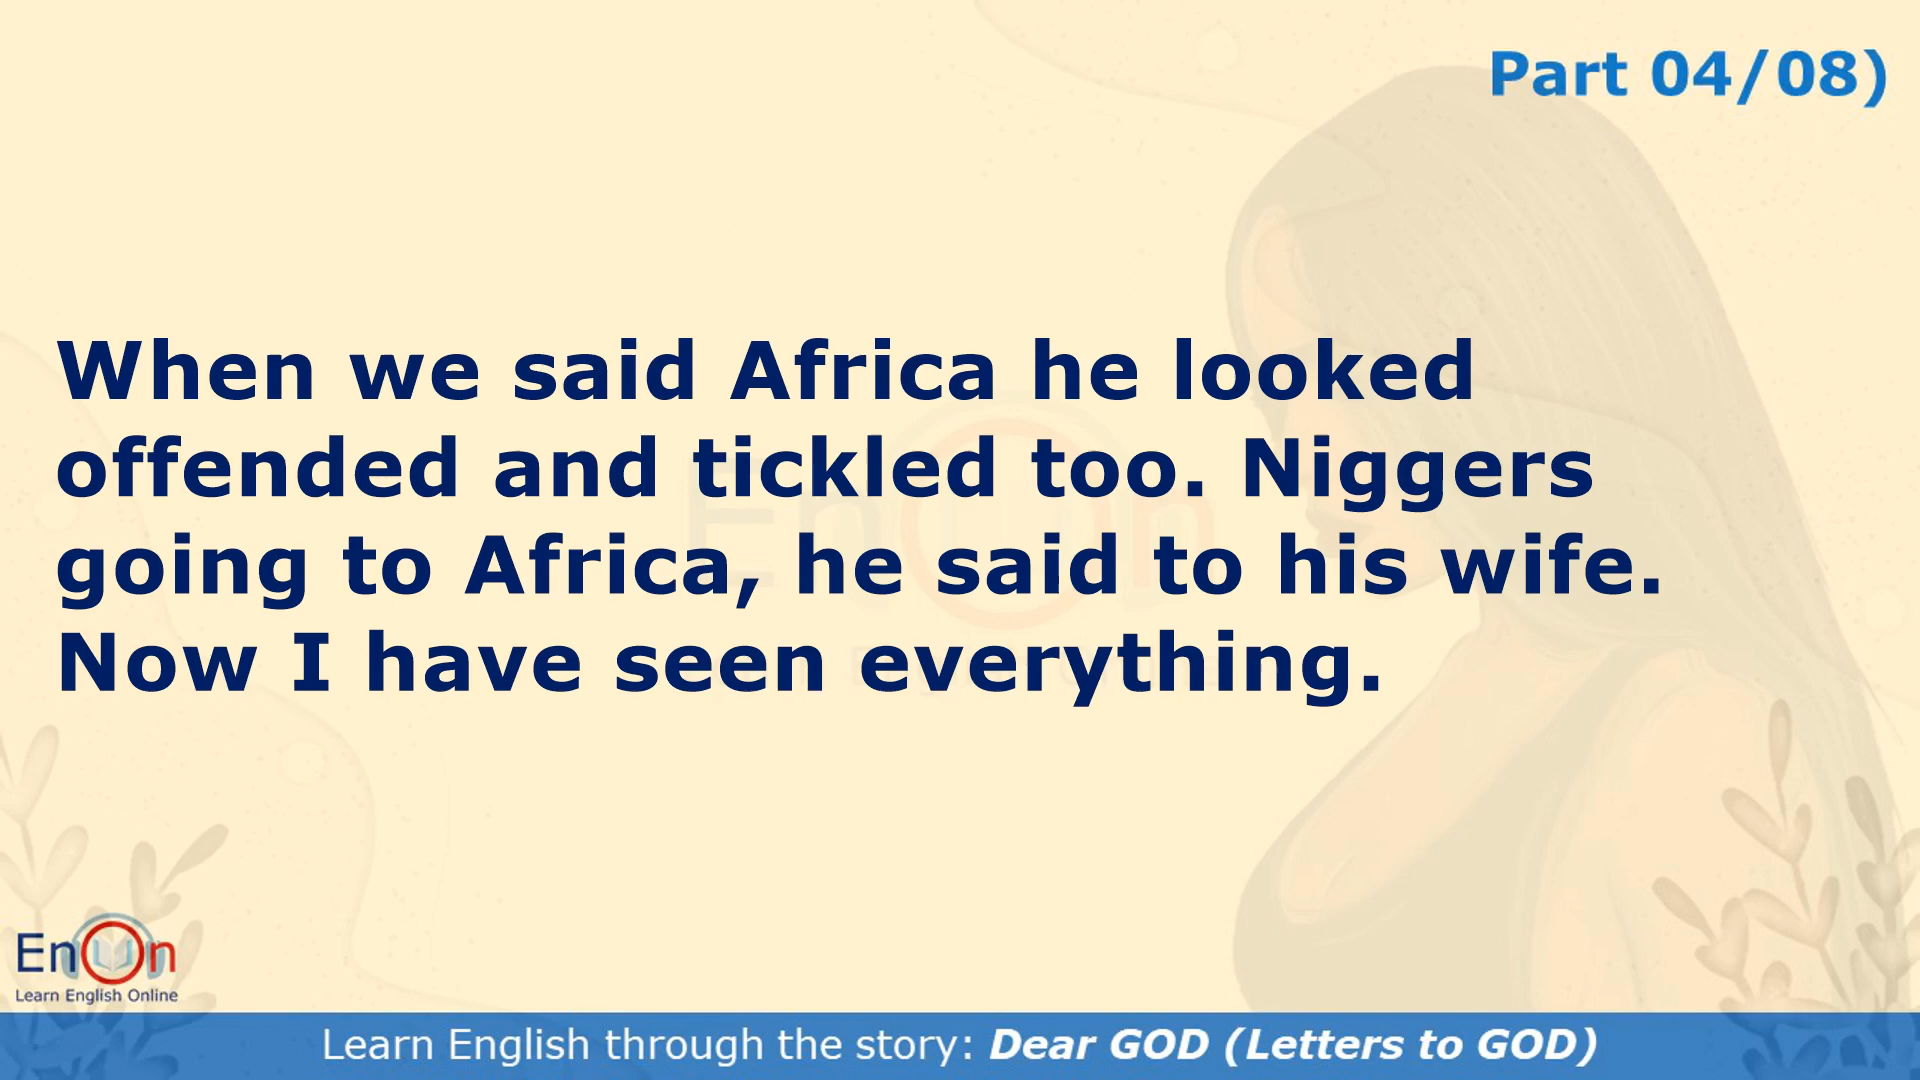 Part 04/08)
When we said Africa he looked
offended and tickled too. Niggers
going to Africa, he said to his wife.
Now I have seen everything.
EnOn
Learn English Online
Learn English through the story: Dear GOD (Letters to GOD)